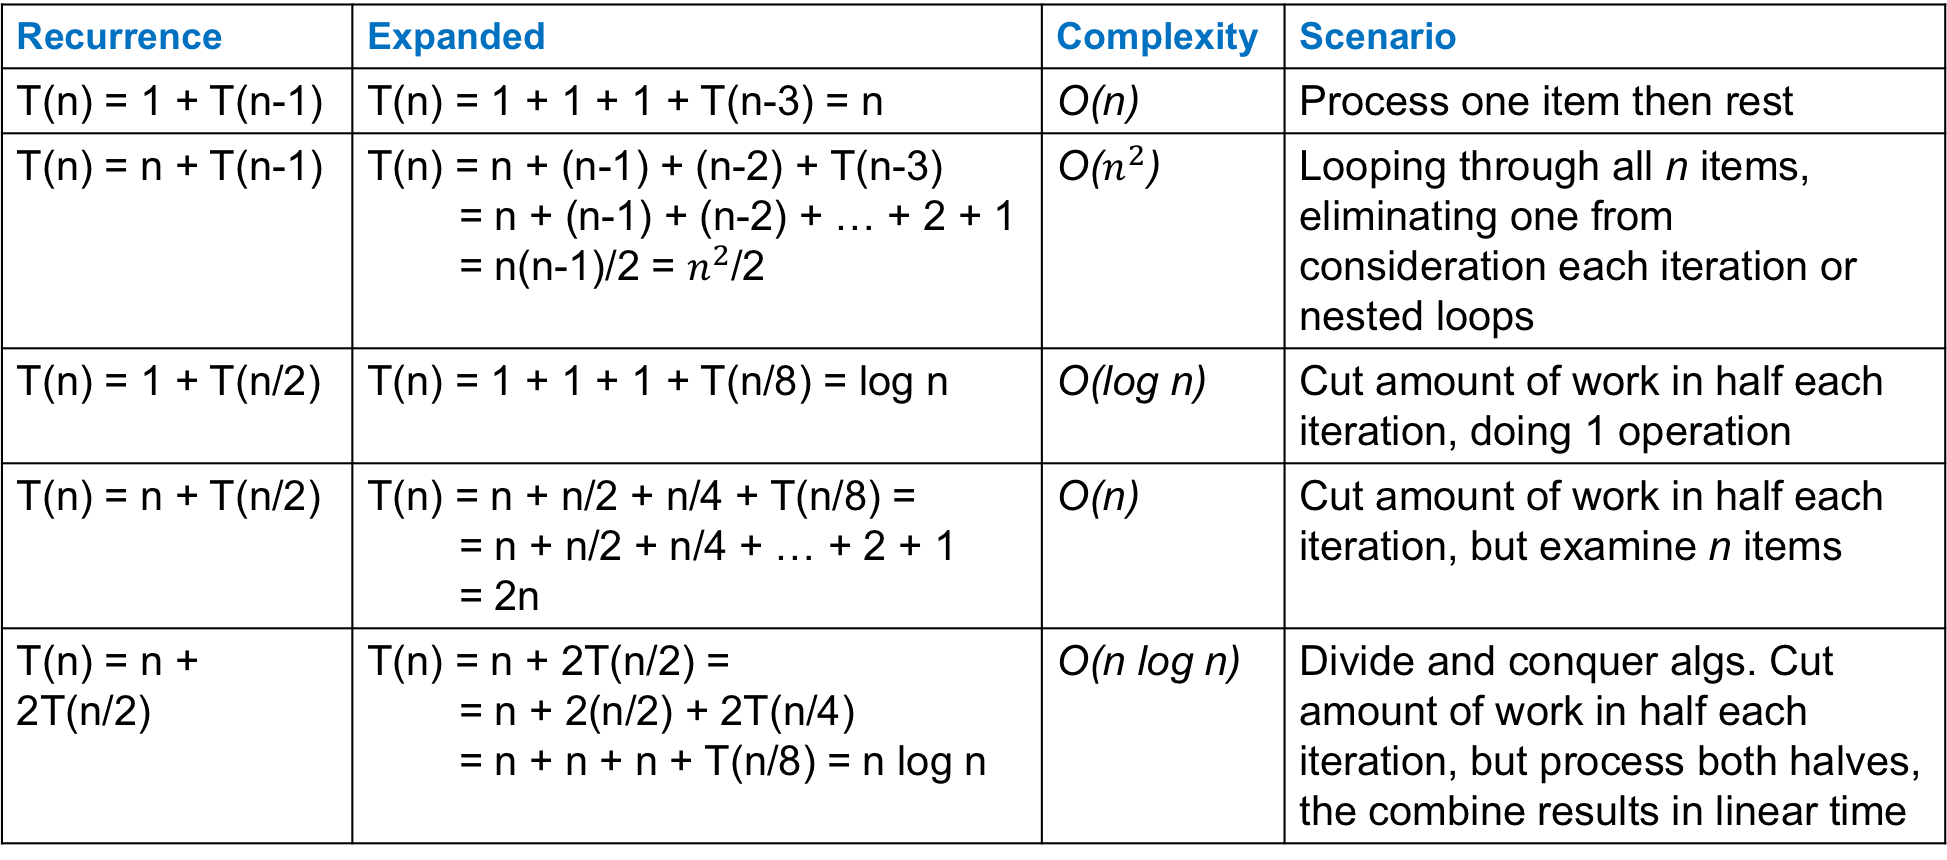 Recurrence Expanded Complexity Scenario
T(n) = 1 + T(n-1) T(n) = 1 + 1 + 1 + T(n-3) = n O(n) Process one item then rest
T(n) = n + T(n-1) T(n) = n + (n-1) + (n-2) + T(n-3) O(n²) Looping through all n items,
= n + (n-1) + (n-2) + … + 2 + 1 eliminating one from
= n(n-1)/2 = n²/2 consideration each iteration or
nested loops
T(n) = 1 + T(n/2) T(n) = 1 + 1 + 1 + T(n/8) = log n O(log n) Cut amount of work in half each
iteration, doing 1 operation
T(n) = n + T(n/2) T(n) = n + n/2 + n/4 + T(n/8) = O(n) Cut amount of work in half each
= n + n/2 + n/4 + … + 2 + 1 iteration, but examine n items
= 2n
T(n) = n + T(n) = n + 2T(n/2) = O(n log n) Divide and conquer algs. Cut
2T(n/2) = n + 2(n/2) + 2T(n/4) amount of work in half each
= n + n + n + T(n/8) = n log n iteration, but process both halves,
the combine results in linear time